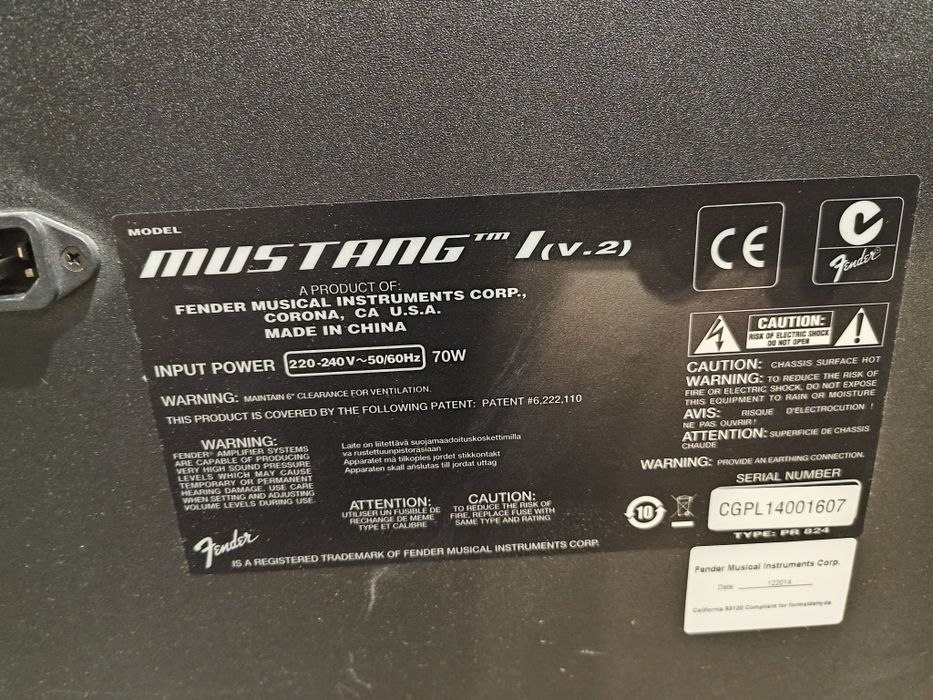 MODEL
MUSTANG™ I (V.2)
A PRODUCT OF:
FENDER MUSICAL INSTRUMENTS CORP.,
CORONA, CA U.S.A.
MADE IN CHINA
INPUT POWER 220-240V~50/60Hz 70W
WARNING: MAINTAIN 6" CLEARANCE FOR VENTILATION.
THIS PRODUCT IS COVERED BY THE FOLLOWING PATENT: PATENT #6,222,110
WARNING:
FENDER® AMPLIFIER SYSTEMS
ARE CAPABLE OF PRODUCING
VERY HIGH SOUND PRESSURE
LEVELS WHICH MAY CAUSE
TEMPORARY OR PERMANENT
HEARING DAMAGE. USE CARE
WHEN SETTING AND ADJUSTING
VOLUME LEVELS DURING USE.
Laite on liitettävä suojamaadoituskoskettimilla
va rustettuunpistorasiaan
Apparatet må tilkoples jordet stikkontakt
Apparaten skall anslutas till jordat uttag
ATTENTION:
UTILISER UN FUSIBLE DE
RECHANGE DE MEME
TYPE ET CALIBRE
CAUTION:
TO REDUCE THE RISK OF
FIRE, REPLACE FUSE WITH
SAME TYPE AND RATING
Fender
IS A REGISTERED TRADEMARK OF FENDER MUSICAL INSTRUMENTS CORP.
CE
Fender®
CAUTION:
RISK OF ELECTRIC SHOCK
DO NOT OPEN
CAUTION: CHASSIS SURFACE HOT
WARNING: TO REDUCE THE RISK OF
FIRE OR ELECTRIC SHOCK, DO NOT EXPOSE
THIS EQUIPMENT TO RAIN OR MOISTURE
AVIS: RISQUE D'ELECTROCUTION !
NE PAS OUVRIR!
ATTENTION: SUPERFICIE DE CHASSIS
CHAUDE
WARNING: PROVIDE AN EARTHING CONNECTION.
SERIAL NUMBER
10
CGPL14001607
TYPE: PR 824
Fender Musical Instruments Corp.
Date: 122014
California 93120 Compliant for formaldehyde